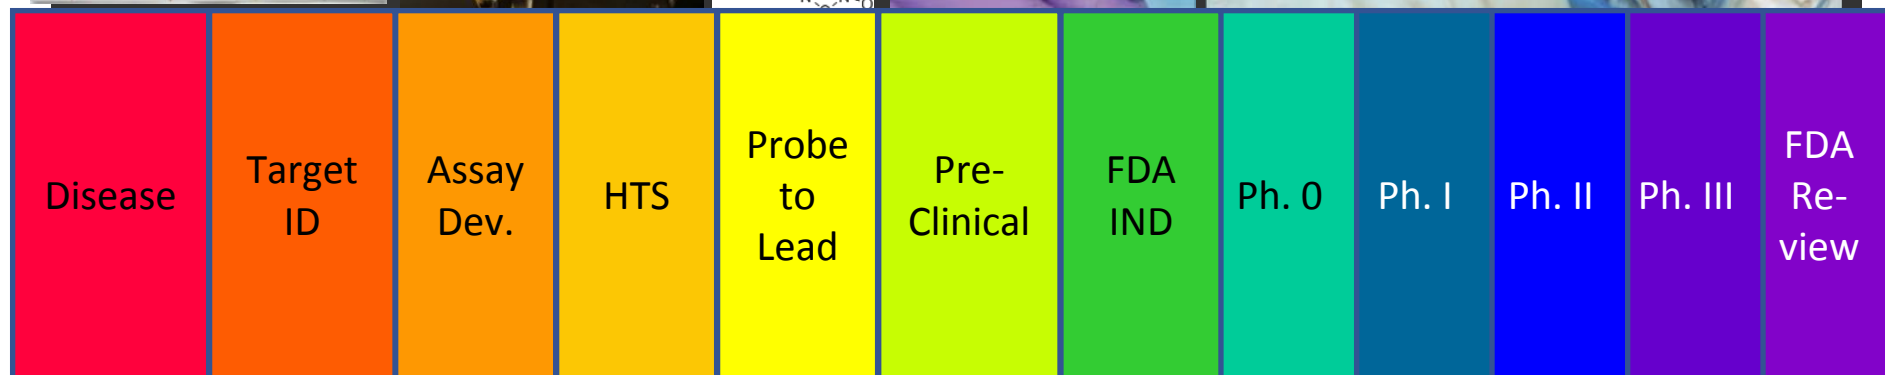 Disease
Target
ID
Assay
Dev.
HTS
Probe
to
Lead
Pre-
Clinical
FDA
IND
Ph. 0
Ph. I
Ph. II
Ph. III
FDA
Re-
view